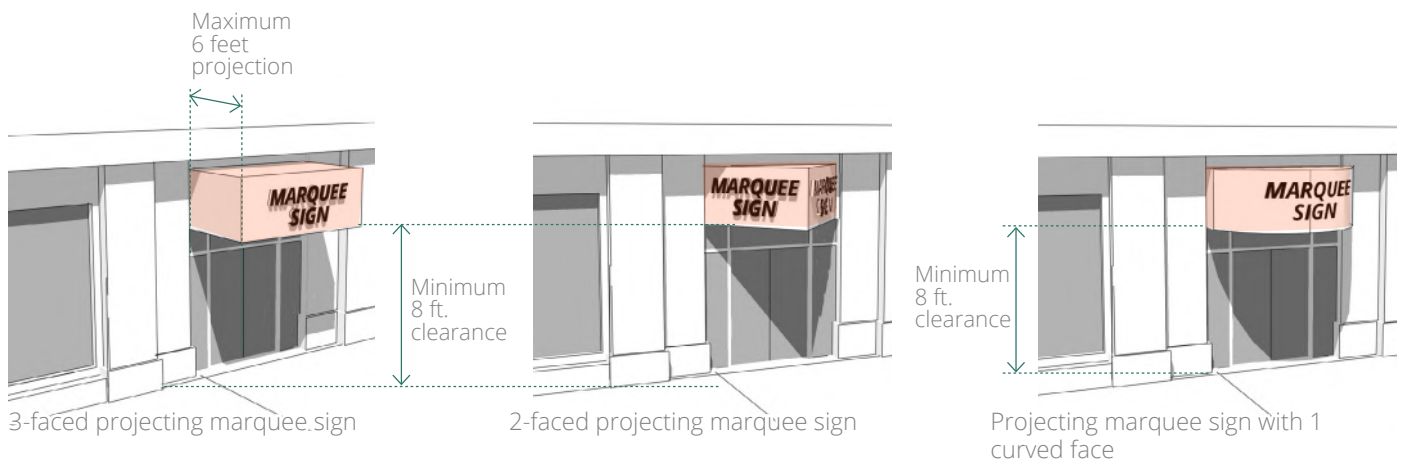 Maximum
6 feet
projection
MARQUEE
SIGN
Minimum
8 ft.
clearance
3-faced projecting marquee sign
MARQUEE
SIGN
MARQUEE
2-faced projecting marquee sign
MARQUEE
SIGN
Minimum
8 ft.
clearance
Projecting marquee sign with 1
curved face